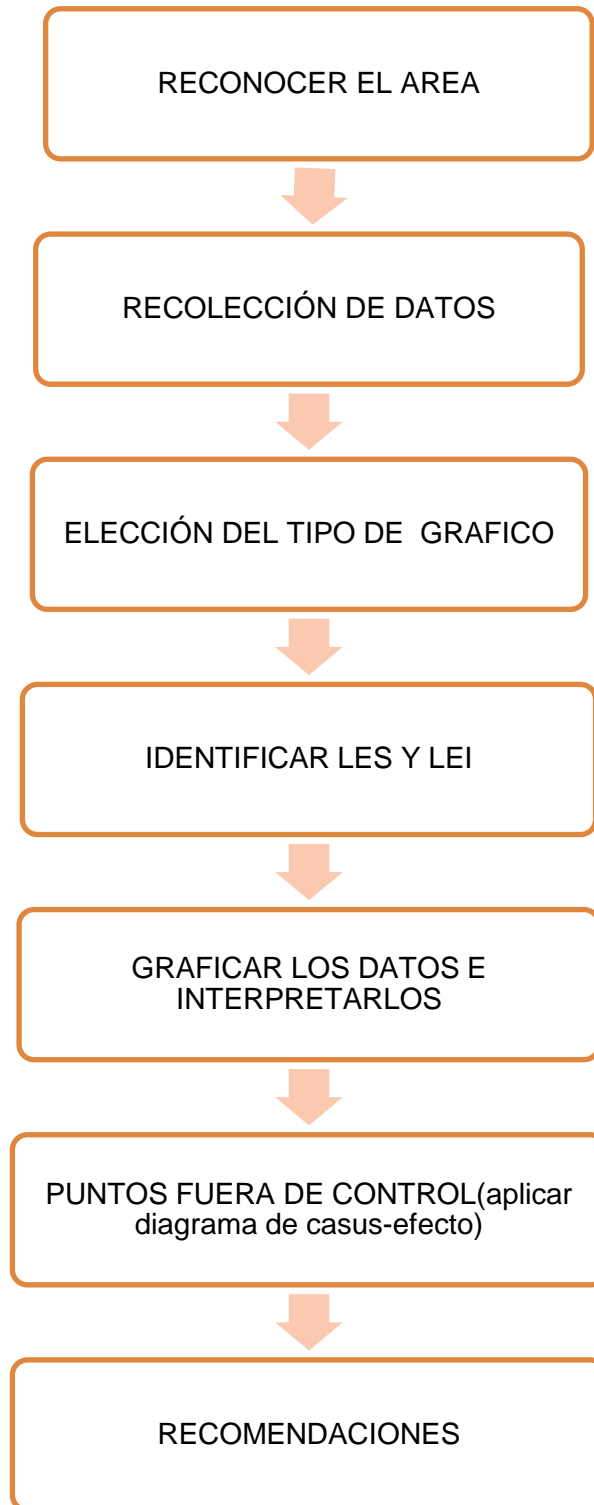 RECONOCER EL AREA
RECOLECCIÓN DE DATOS
ELECCIÓN DEL TIPO DE  GRAFICO
IDENTIFICAR LES Y LEI
GRAFICAR LOS DATOS E
INTERPRETARLOS
PUNTOS FUERA DE CONTROL(aplicar
diagrama de casus-efecto)
RECOMENDACIONES